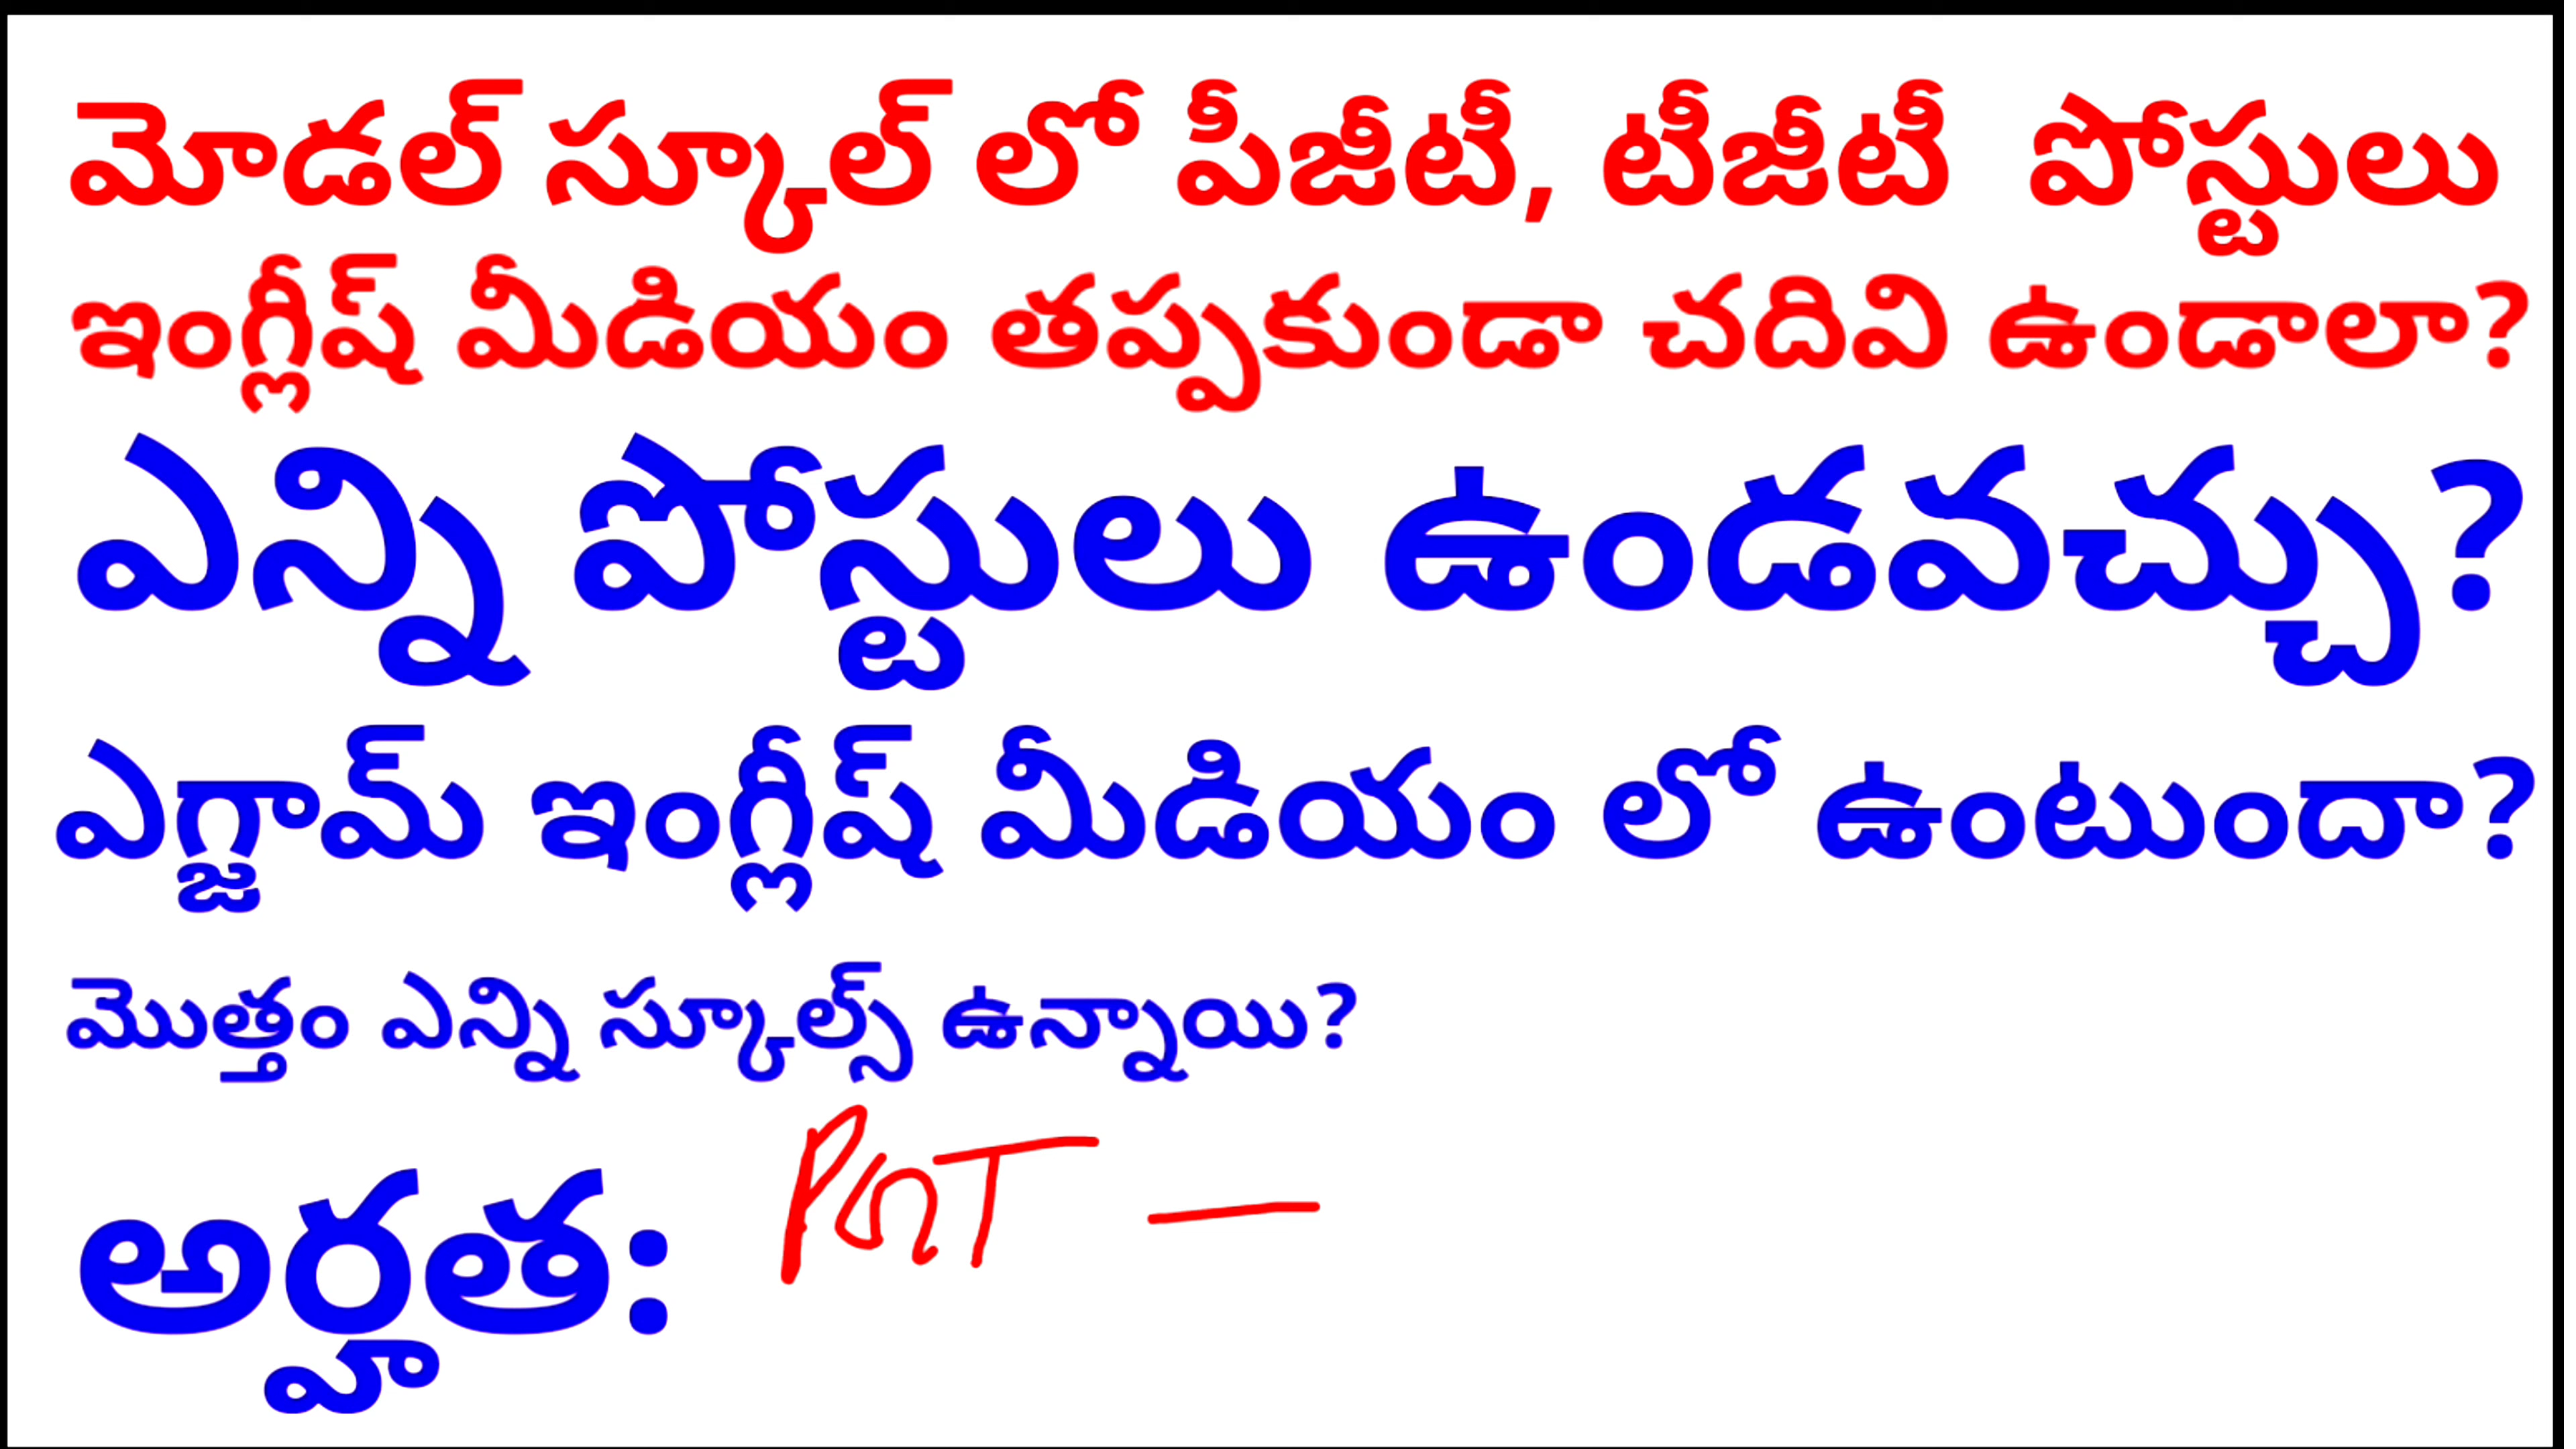 మోడల్ స్కూల్ లో పీజీటీ, టీజీటీ పోస్టులు
ఇంగ్లీష్ మీడియం తప్పకుండా చదివి ఉండాలా?
ఎన్ని పోస్టులు ఉండవచ్చు?
ఎగ్జామ్ ఇంగ్లీష్ మీడియం లో ఉంటుందా?
మొత్తం ఎన్ని స్కూల్స్ ఉన్నాయి?
అర్హత: PGT —